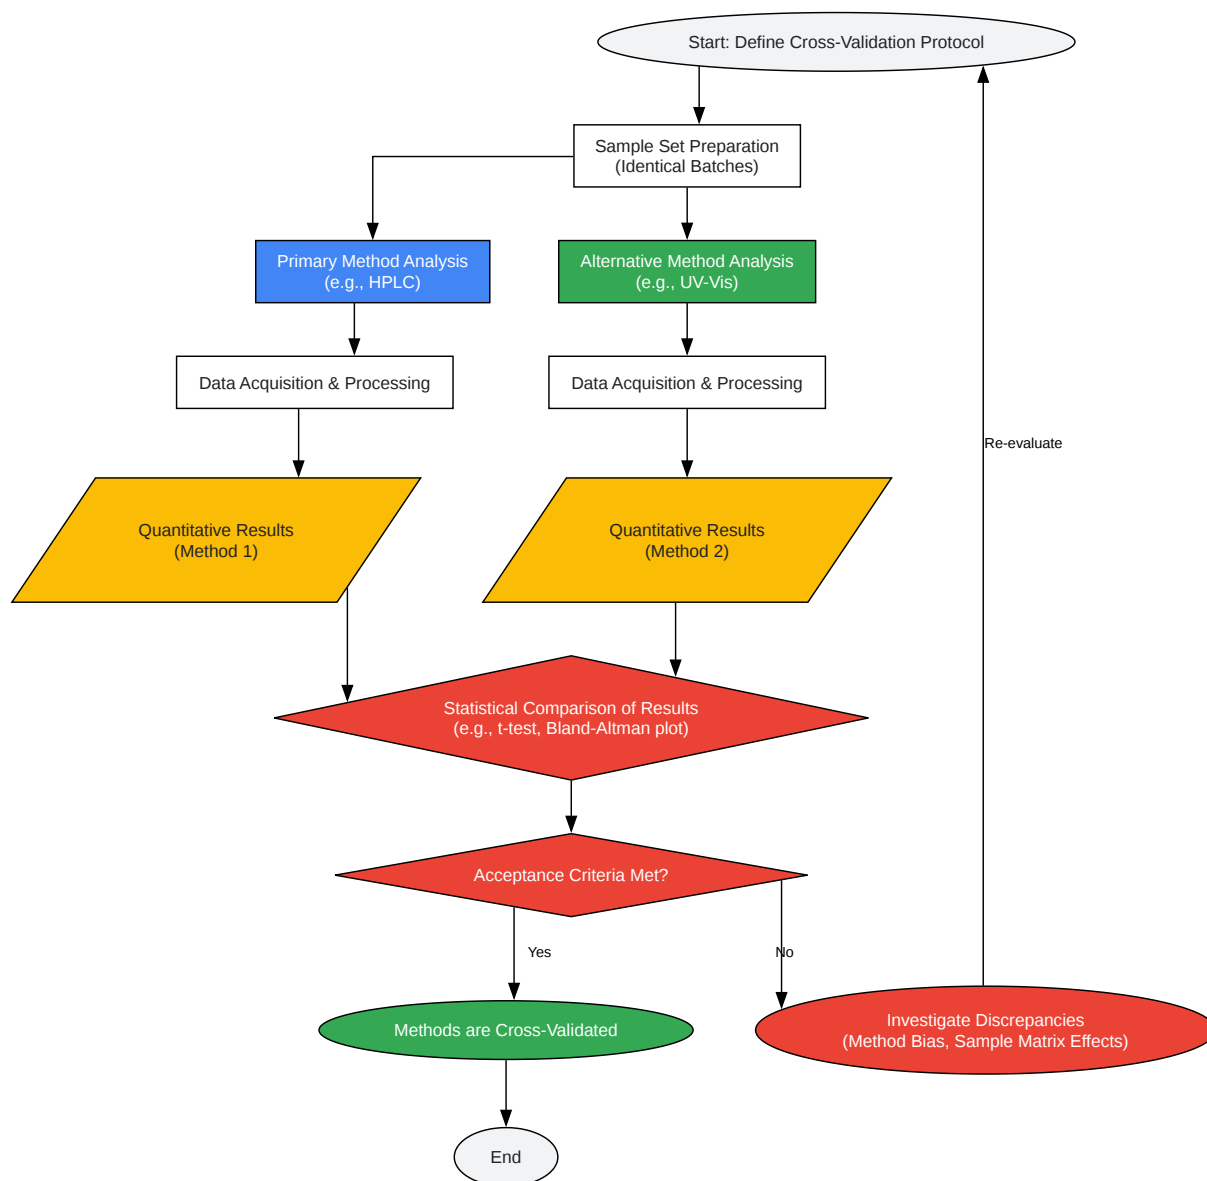 Start: Define Cross-Validation Protocol
Sample Set Preparation
(Identical Batches)
Primary Method Analysis
(e.g., HPLC)
Alternative Method Analysis
(e.g., UV-Vis)
Data Acquisition & Processing
Data Acquisition & Processing
Re-evaluate
Quantitative Results
(Method 1)
Quantitative Results
(Method 2)
Statistical Comparison of Results
(e.g., t-test, Bland-Altman plot)
Acceptance Criteria Met?
Yes
No
Methods are Cross-Validated
Investigate Discrepancies
(Method Bias, Sample Matrix Effects)
End